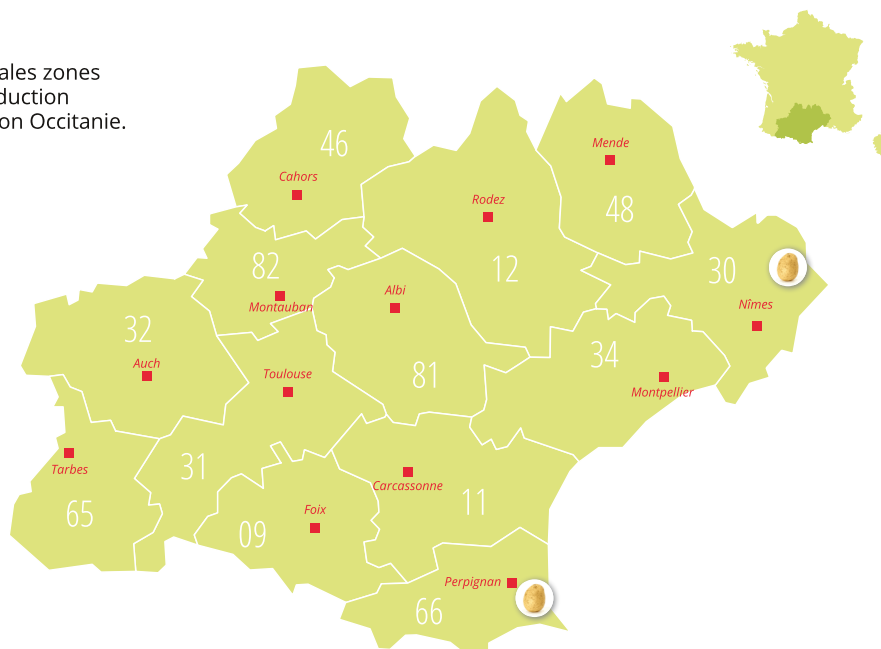 ales zones
duction
on Occitanie.
46
Mende
Cahors
Rodez
48
82
12
30
Albi
Montauban
Nîmes
32
34
Auch
Toulouse
81
Montpellier
Tarbes
31
Carcassonne
11
65
Foix
09
Perpignan
66